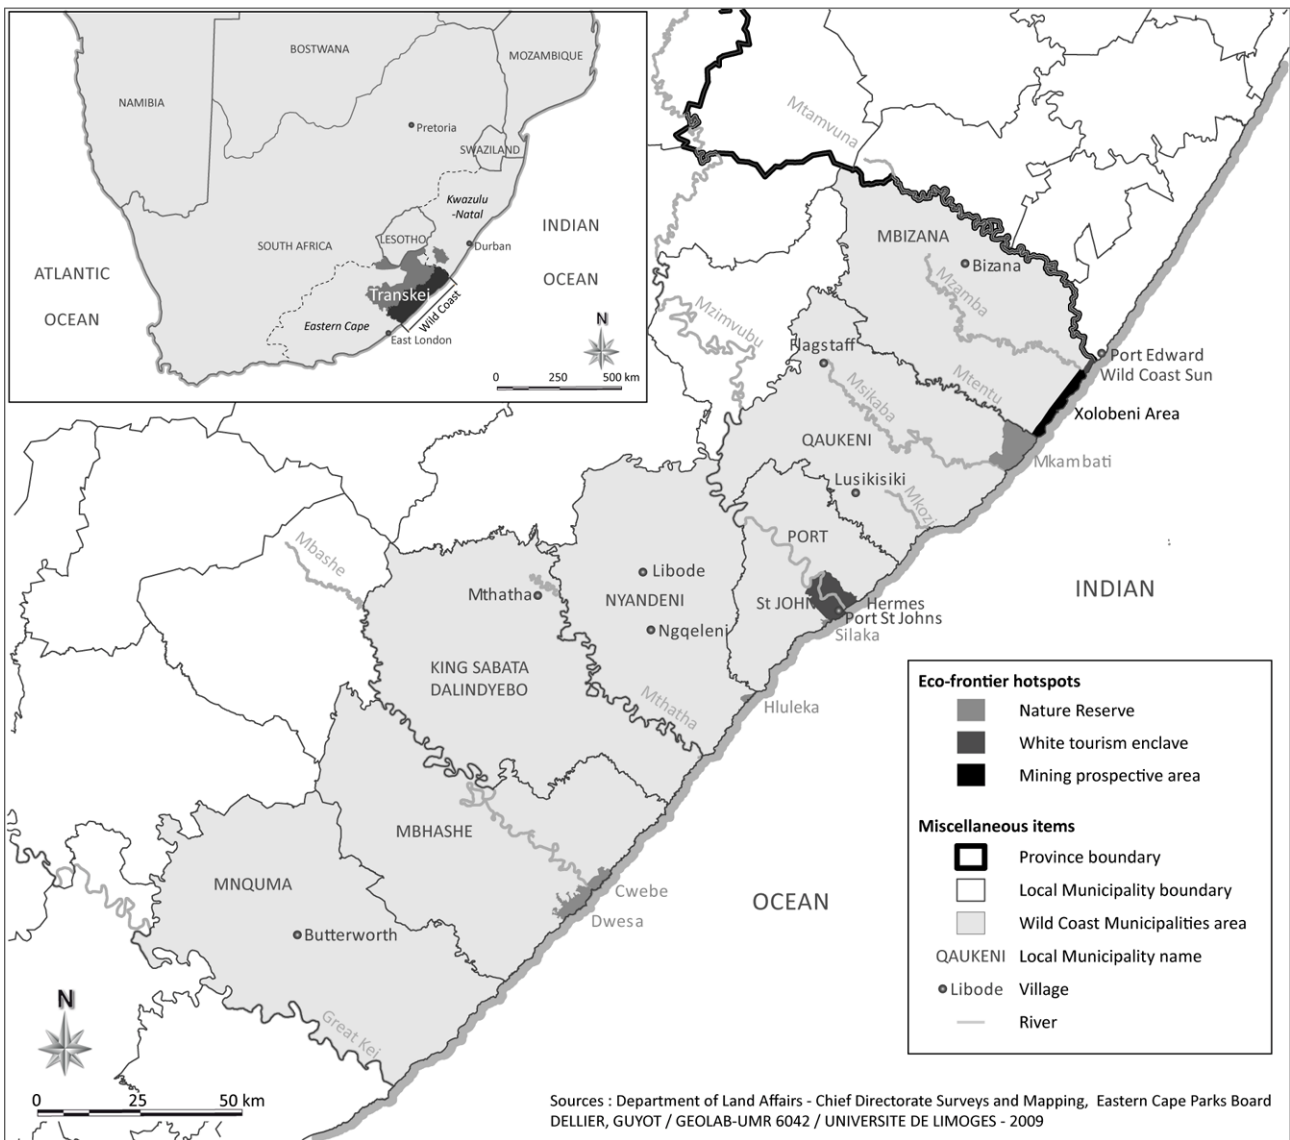 BOSTWANA
MOZAMBIQUE
NAMIBIA
Pretoria
SWAZILAND
Kwazulu
-Natal
INDIAN
OCEAN
SOUTH AFRICA
LESOTHO
Durban
ATLANTIC
OCEAN
Transkei
Wild Coast
Eastern Cape
East London
N
0 250 500 km
Mtamvuna
MBIZANA
Bizana
Mzamba
Mzimvubu
Flagstaff
Port Edward
Wild Coast Sun
Mtentu
Msikaba
Xolobeni Area
QAUKENI
Mkambati
Lusikisiki
Mkozi
PORT
Mbashe
Libode
INDIAN
Mthatha
NYANDENI
St JOHN
Hermes
Port St Johns
Ngqeleni
Silaka
KING SABATA
DALINDYEBO
Mthatha
Hluleka
MBHASHE
MNQUMA
Cwebe
OCEAN
Dwesa
Butterworth
Great Kei
N
0 25 50 km
Eco-frontier hotspots
Nature Reserve
White tourism enclave
Mining prospective area
Miscellaneous items
Province boundary
Local Municipality boundary
Wild Coast Municipalities area
QAUKENI Local Municipality name
Libode Village
River
Sources : Department of Land Affairs - Chief Directorate Surveys and Mapping, Eastern Cape Parks Board
DELLIER, GUYOT / GEOLAB-UMR 6042 / UNIVERSITE DE LIMOGES - 2009